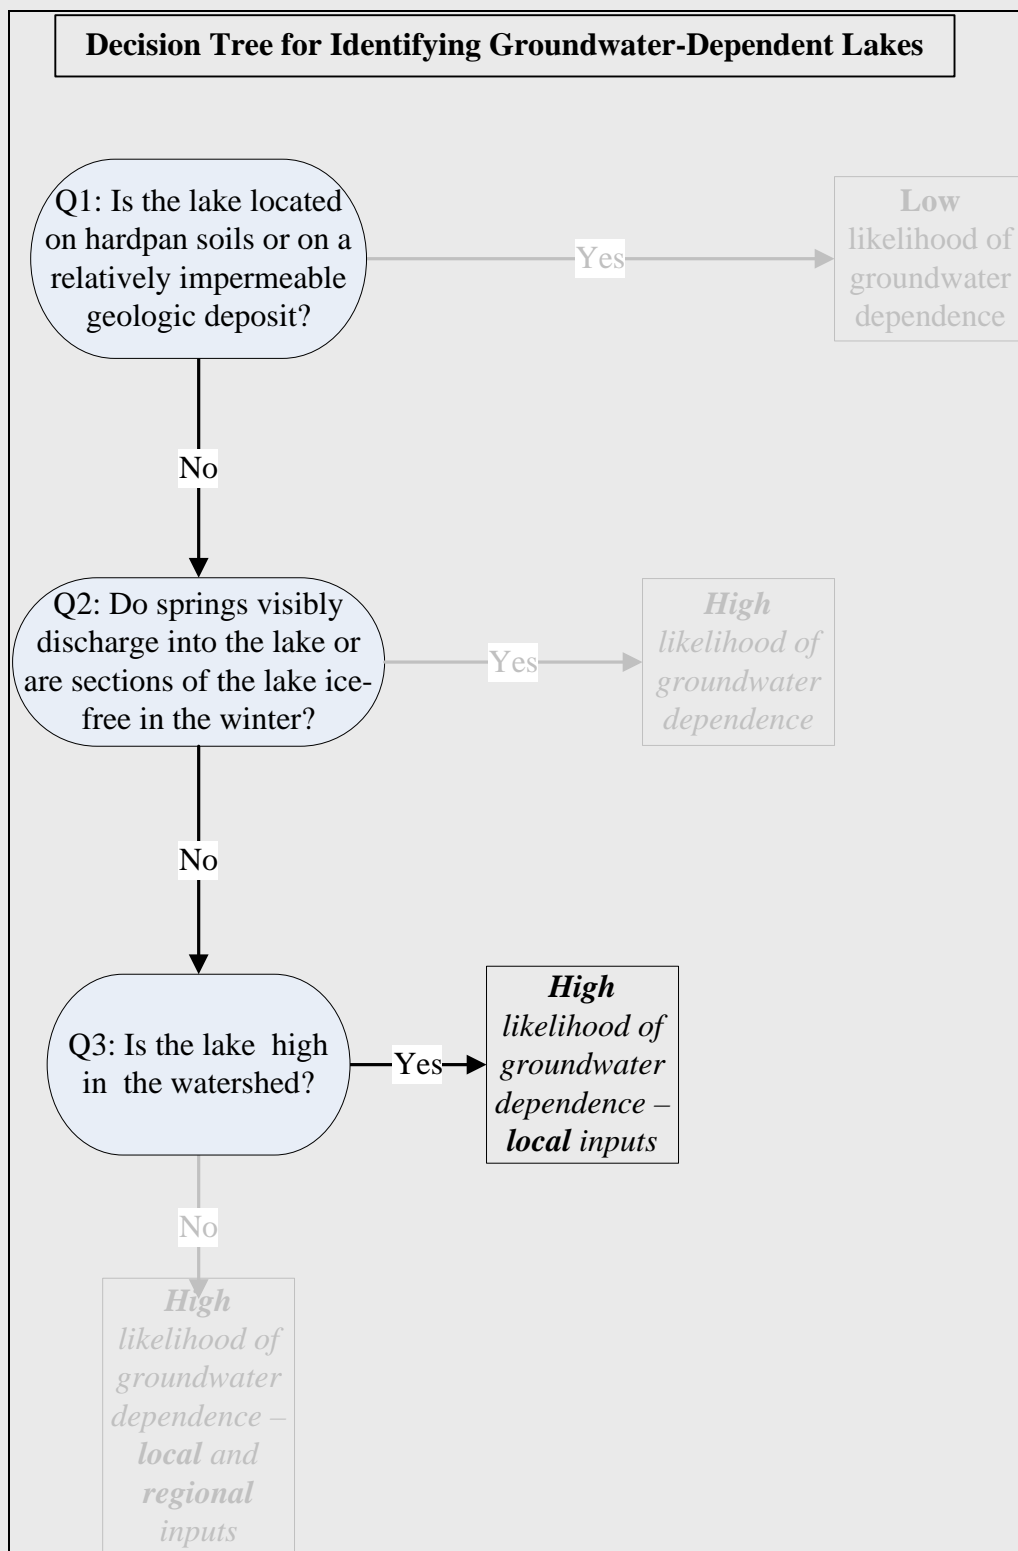 Decision Tree for Identifying Groundwater-Dependent Lakes
Q1: Is the lake located
on hardpan soils or on a
relatively impermeable
geologic deposit?
Yes
Low
likelihood of
groundwater
dependence
No
Q2: Do springs visibly
discharge into the lake or
are sections of the lake ice-
free in the winter?
Yes
High
likelihood of
groundwater
dependence
No
Q3: Is the lake high
in the watershed?
Yes
High
likelihood of
groundwater
dependence –
local inputs
No
High
likelihood of
groundwater
dependence –
local and
regional
inputs